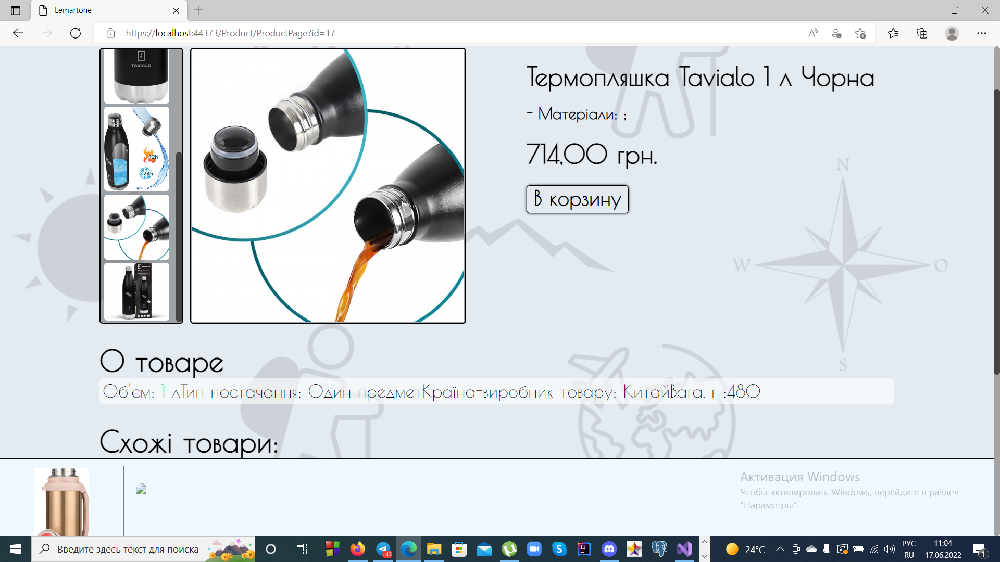 Lemartone
https://localhost:44373/Product/ProductPage?id=17
TAVIALO
12h
24h
TAVIALO
Термопляшка Tavialo 1 л Чорна
- Матеріали: ;
714,00 грн.
В корзину
N
W
O
S
О товаре
Об'єм: 1 лТип постачання: Один предметКраїна-виробник товару: КитайВага, г :480
Схожі товари:
Активация Windows
Чтобы активировать Windows, перейдите в раздел
"Параметры".
Введите здесь текст для поиска
43
24°C
РУС
RU
11:04
17.06.2022
1